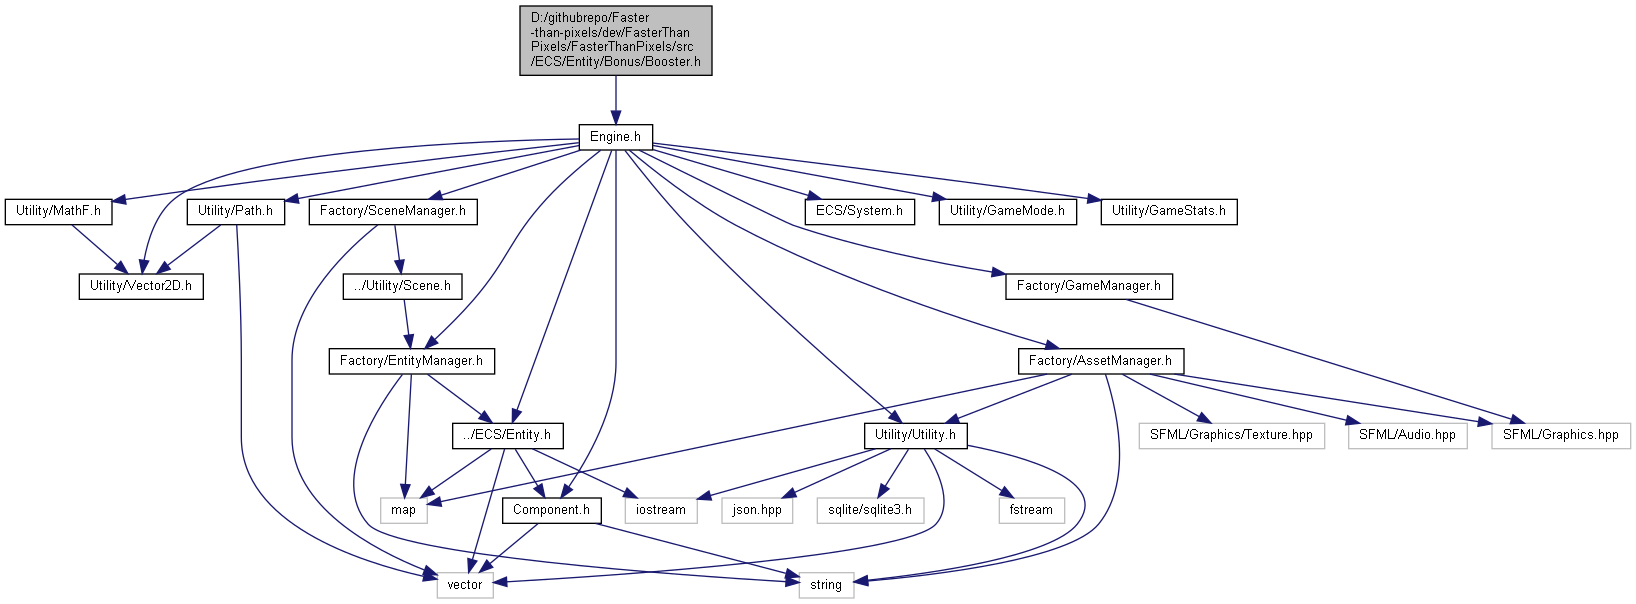 D:/githubrepo/Faster
-than-pixels/dev/FasterThan
Pixels/FasterThanPixels/src
/ECS/Entity/Bonus/Booster.h
Engine.h
Utility/MathF.h
Utility/Path.h
Factory/SceneManager.h
ECS/System.h
Utility/GameMode.h
Utility/GameStats.h
Utility/Vector2D.h
../Utility/Scene.h
Factory/GameManager.h
Factory/EntityManager.h
Factory/AssetManager.h
../ECS/Entity.h
Utility/Utility.h
SFML/Graphics/Texture.hpp
SFML/Audio.hpp
SFML/Graphics.hpp
map
Component.h
iostream
json.hpp
sqlite/sqlite3.h
fstream
vector
string